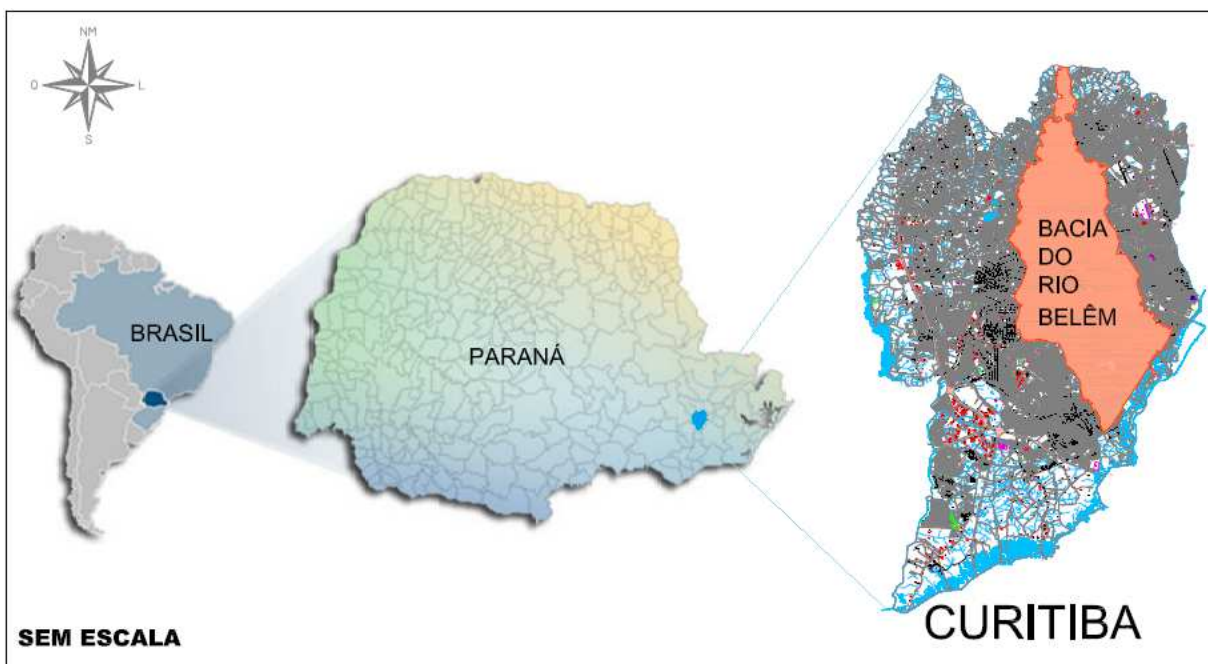 NM
O
L
S
BRASIL
PARANÁ
BACIA
DO
RIO
BELÊM
CURITIBA
SEM ESCALA